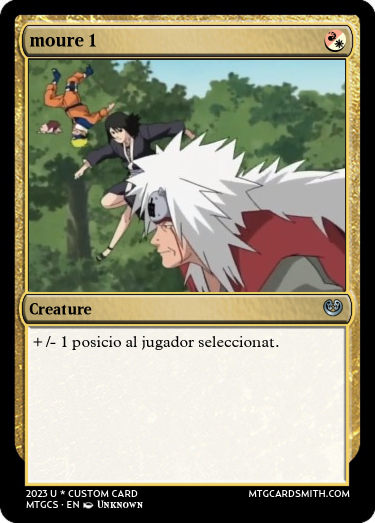 moure 1
Creature
+/- 1 posicio al jugador seleccionat.
2023 U * CUSTOM CARD
MTGCARDSMITH.COM
MTGCS · EN UNKNOWN